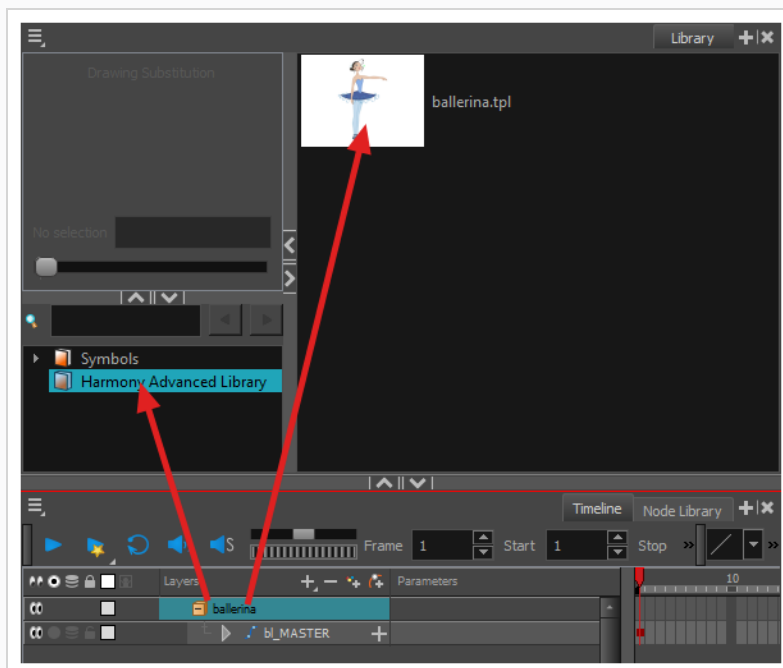 Library
Drawing Substitution
ballerina.tpl
No selection
Symbols
Harmony Advanced Library
Timeline
Node Library
S
Frame 1 Start 1 Stop
Layers Parameters 10
ballerina
bl_MASTER